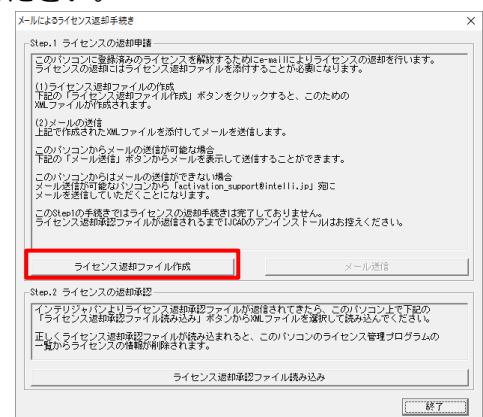 メールによるライセンス返却手続き
Step.1 ライセンスの返却申請
このパソコンに登録済みのライセンスを解放するためにe-mailによりライセンスの返却を行います。
ライセンスの返却にはライセンス返却ファイルを添付することが必要になります。
(1)ライセンス返却ファイルの作成
下記の「ライセンス返却ファイル作成」ボタンをクリックすると、このための
XMLファイルが作成されます。
(2)メールの送信
上記で作成されたXMLファイルを添付してメールを送信します。
このパソコンからメールの送信が可能な場合
下記の「メール送信」ボタンからメールを表示して送信することができます。
このパソコンからはメールの送信ができない場合
メール送信が可能なパソコンから「activation_support@intelli.jp」宛に
メールを送信していただくことになります。
このStep1の手続きではライセンスの返却手続きは完了しておりません。
ライセンス返却承認ファイルが返信されるまでIJCADのアンインストールはお控えください。
ライセンス返却ファイル作成
メール送信
Step.2 ライセンスの返却承認
インテリジャパンよりライセンス返却承認ファイルが返信されてきたら、このパソコン上で下記の
「ライセンス返却承認ファイル読み込み」ボタンからXMLファイルを選択して読み込んでください。
正しくライセンス返却承認ファイルが読み込まれると、このパソコンのライセンス管理プログラムの
一覧からライセンスの情報が削除されます。
ライセンス返却承認ファイル読み込み
終了